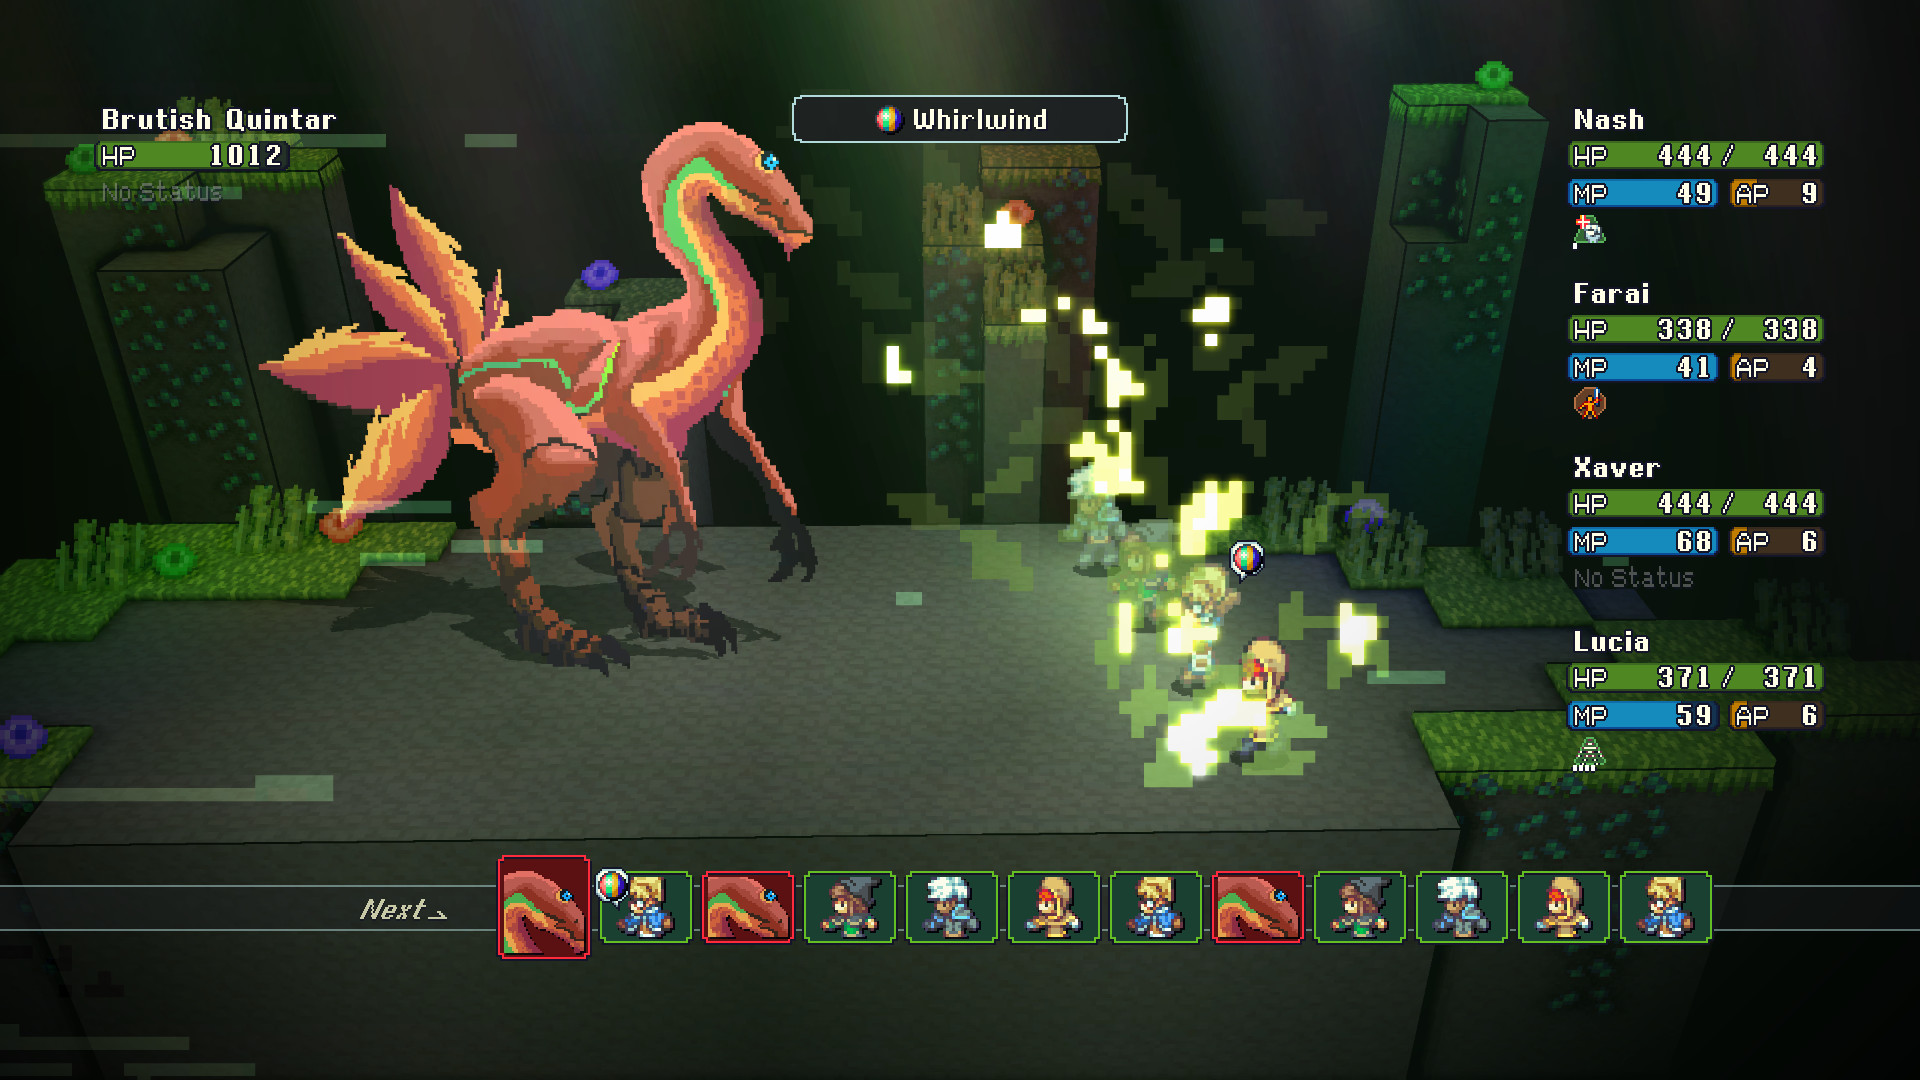 Brutish Quintar
HP 1012
No Status
Whirlwind
Nash
HP 444 / 444
MP 49 AP 9
Farai
HP 338 / 338
MP 41 AP 4
Xaver
HP 444 / 444
MP 68 AP 6
No Status
Lucia
HP 371 / 371
MP 59 AP 6
Next